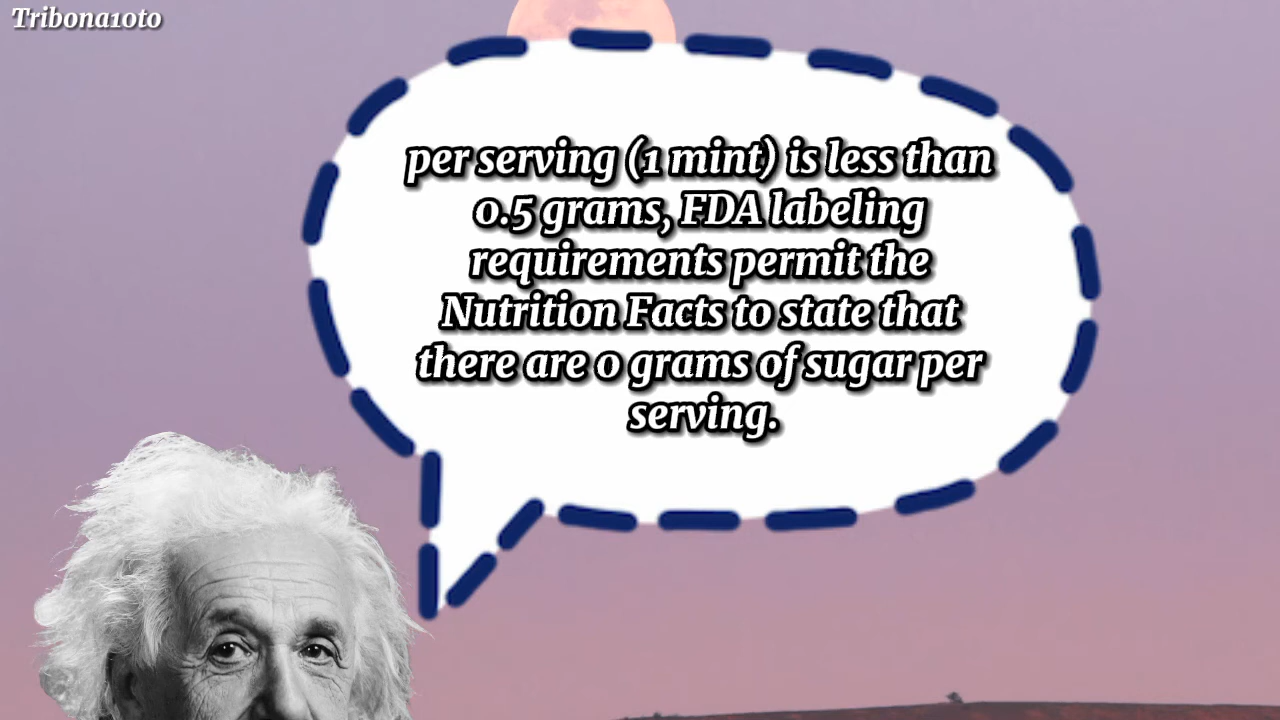 Tribona1oto
per serving (1 mint) is less than
0.5 grams, FDA labeling
requirements permit the
Nutrition Facts to state that
there are 0 grams of sugar per
serving.